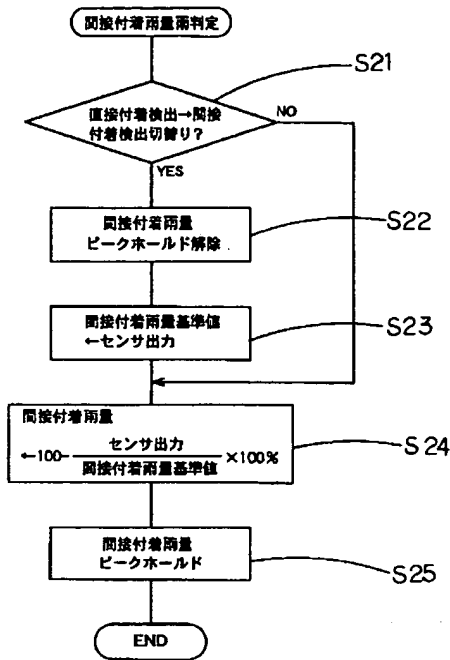 間接付着雨量雨判定
S21
直接付着検出→間接
付着検出切替り？
NO
YES
間接付着雨量
ピークホールド解除
S22
間接付着雨量基準値
←センサ出力
S23
間接付着雨量
←100-センサ出力/間接付着雨量基準値×100%
S24
間接付着雨量
ピークホールド
S25
END